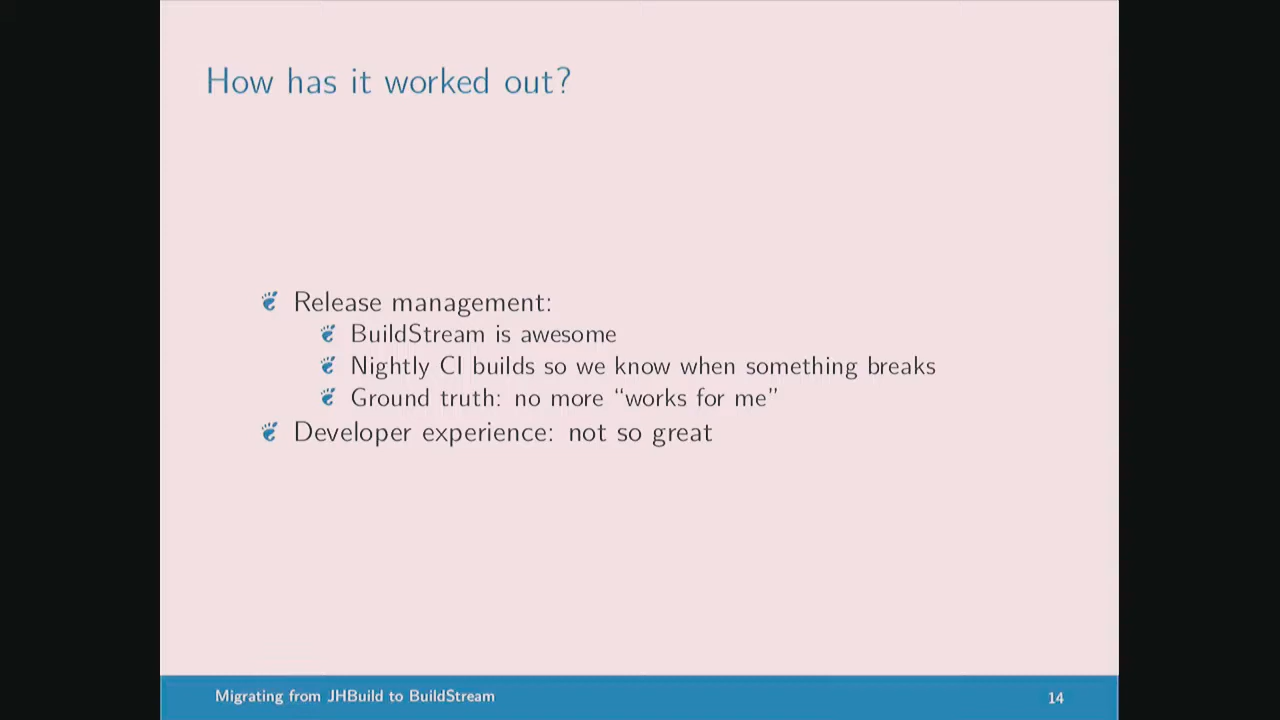 How has it worked out?
Release management:
BuildStream is awesome
Nightly CI builds so we know when something breaks
Ground truth: no more “works for me”
Developer experience: not so great
Migrating from JHBuild to BuildStream
14